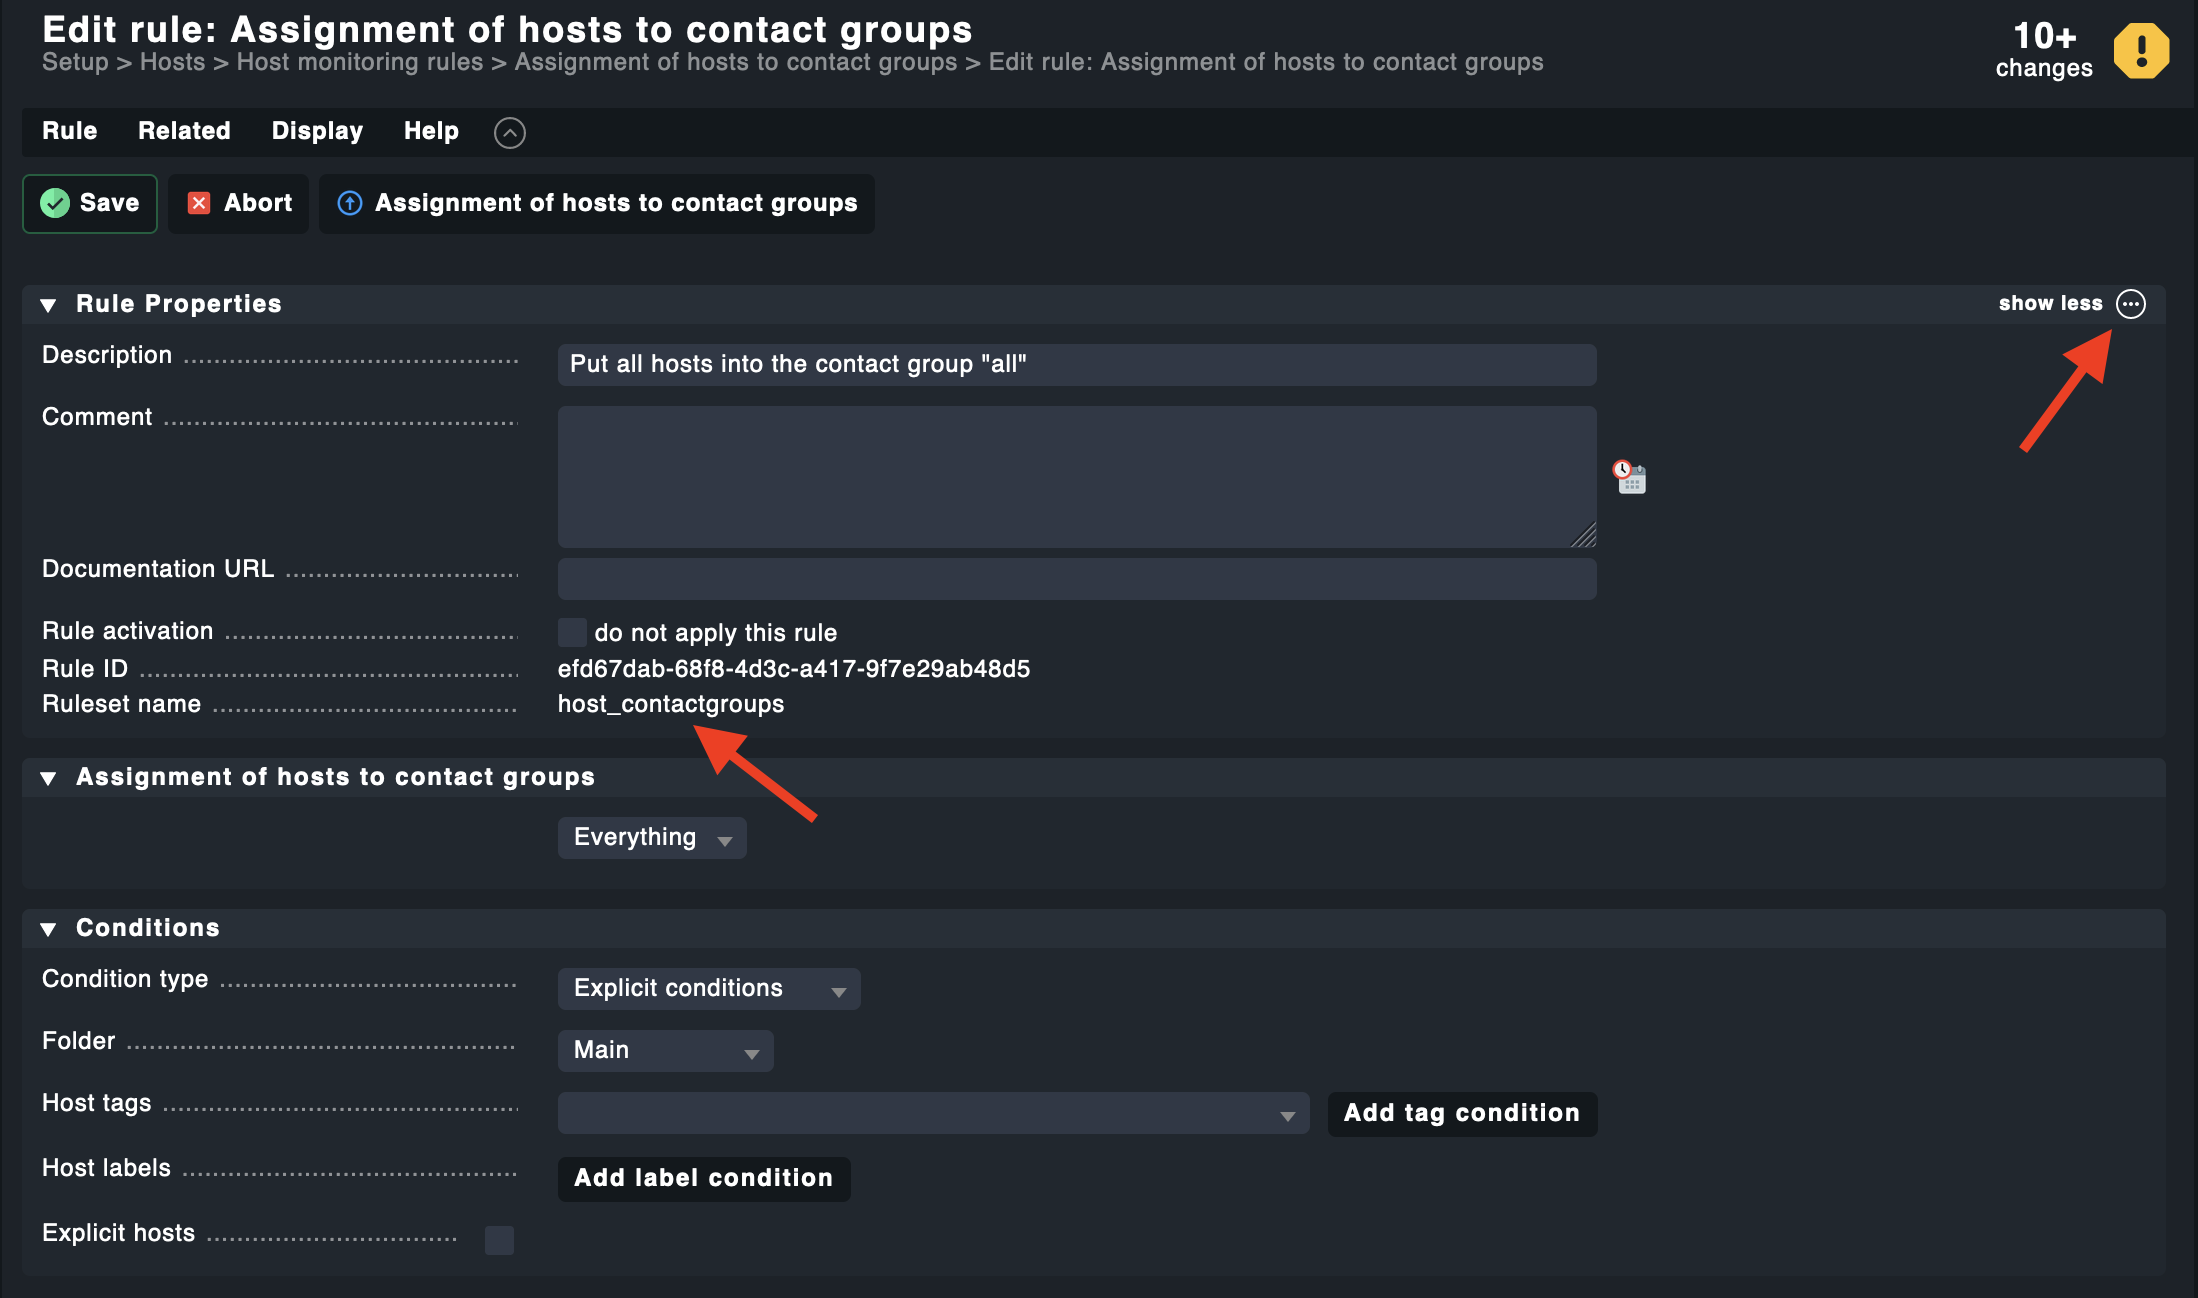 Edit rule: Assignment of hosts to contact groups
Setup > Hosts > Host monitoring rules > Assignment of hosts to contact groups > Edit rule: Assignment of hosts to contact groups
10+
changes
Rule Related Display Help
Save Abort Assignment of hosts to contact groups
Rule Properties show less
Description Put all hosts into the contact group "all"
Comment
Documentation URL
Rule activation do not apply this rule
Rule ID efd67dab-68f8-4d3c-a417-9f7e29ab48d5
Ruleset name host_contactgroups
Assignment of hosts to contact groups
Everything
Conditions
Condition type Explicit conditions
Folder Main
Host tags Add tag condition
Host labels Add label condition
Explicit hosts